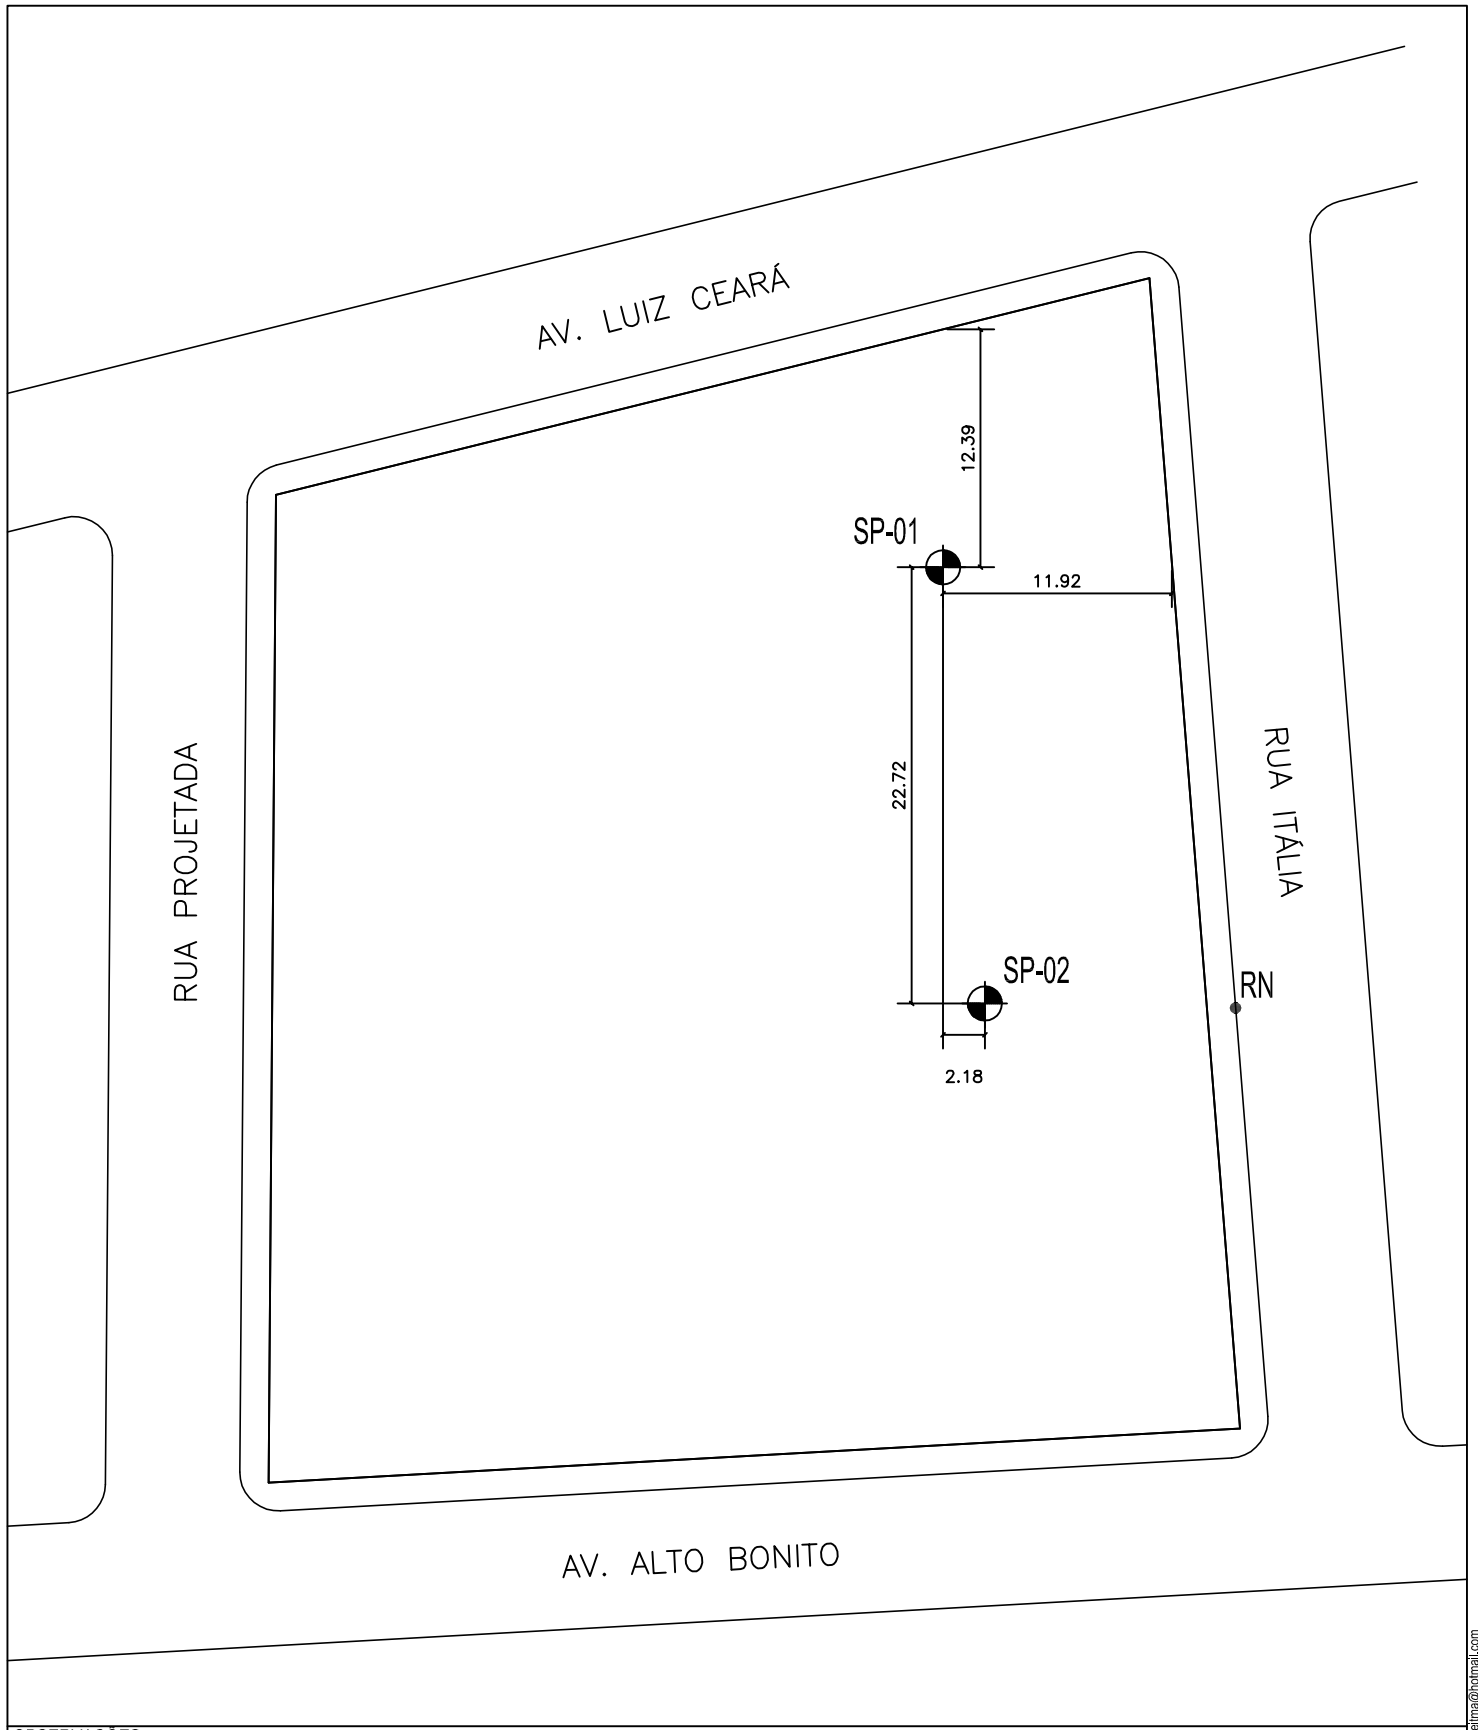 AV. LUIZ CEARÁ
12.39
SP-01
11.92
22.72
RUA PROJETADA
RUA ITÁLIA
SP-02
RN
2.18
AV. ALTO BONITO